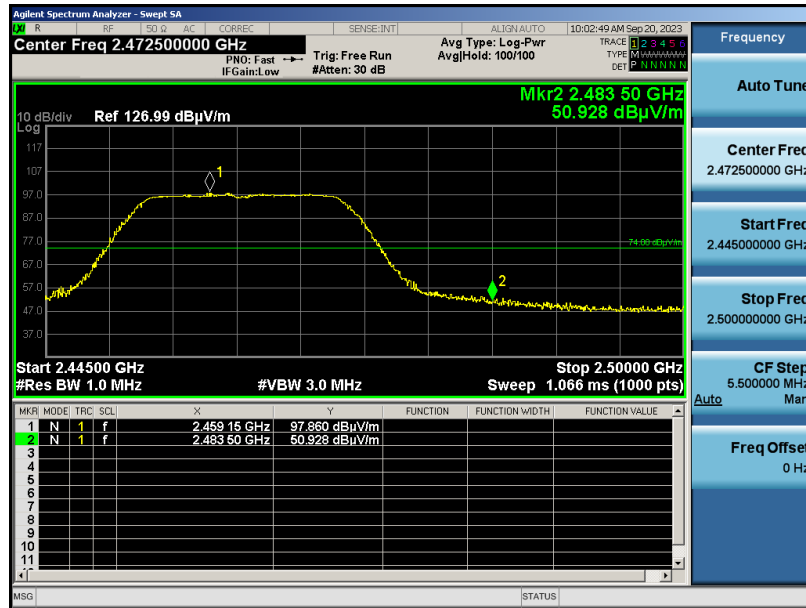 Agilent Spectrum Analyzer - Swept SA
LXI R RF 50 Ω AC CORREC SENSE:INT ALIGN AUTO 10:02:49 AM Sep 20, 2023
Center Freq 2.472500000 GHz
PNO: Fast
IFGain:Low
Trig: Free Run
#Atten: 30 dB
Avg Type: Log-Pwr
Avg|Hold: 100/100
TRACE 1 2 3 4 5 6
TYPE M WWWWW
DET P N N N N N
Mkr2 2.483 50 GHz
50.928 dBµV/m
10 dB/div Ref 126.99 dBµV/m
Log
117
107
97.0
87.0
77.0
67.0
57.0
47.0
37.0
1
2
74.00 dBµV/m
Start 2.44500 GHz Stop 2.50000 GHz
#Res BW 1.0 MHz #VBW 3.0 MHz Sweep 1.066 ms (1000 pts)
MKR MODE TRC SCL X Y FUNCTION FUNCTION WIDTH FUNCTION VALUE
1 N 1 f 2.459 15 GHz 97.860 dBµV/m
2 N 1 f 2.483 50 GHz 50.928 dBµV/m
3
4
5
6
7
8
9
10
11
MSG STATUS
Frequency
Auto Tune
Center Freq
2.472500000 GHz
Start Freq
2.445000000 GHz
Stop Freq
2.500000000 GHz
CF Step
5.500000 MHz
Auto Man
Freq Offset
0 Hz